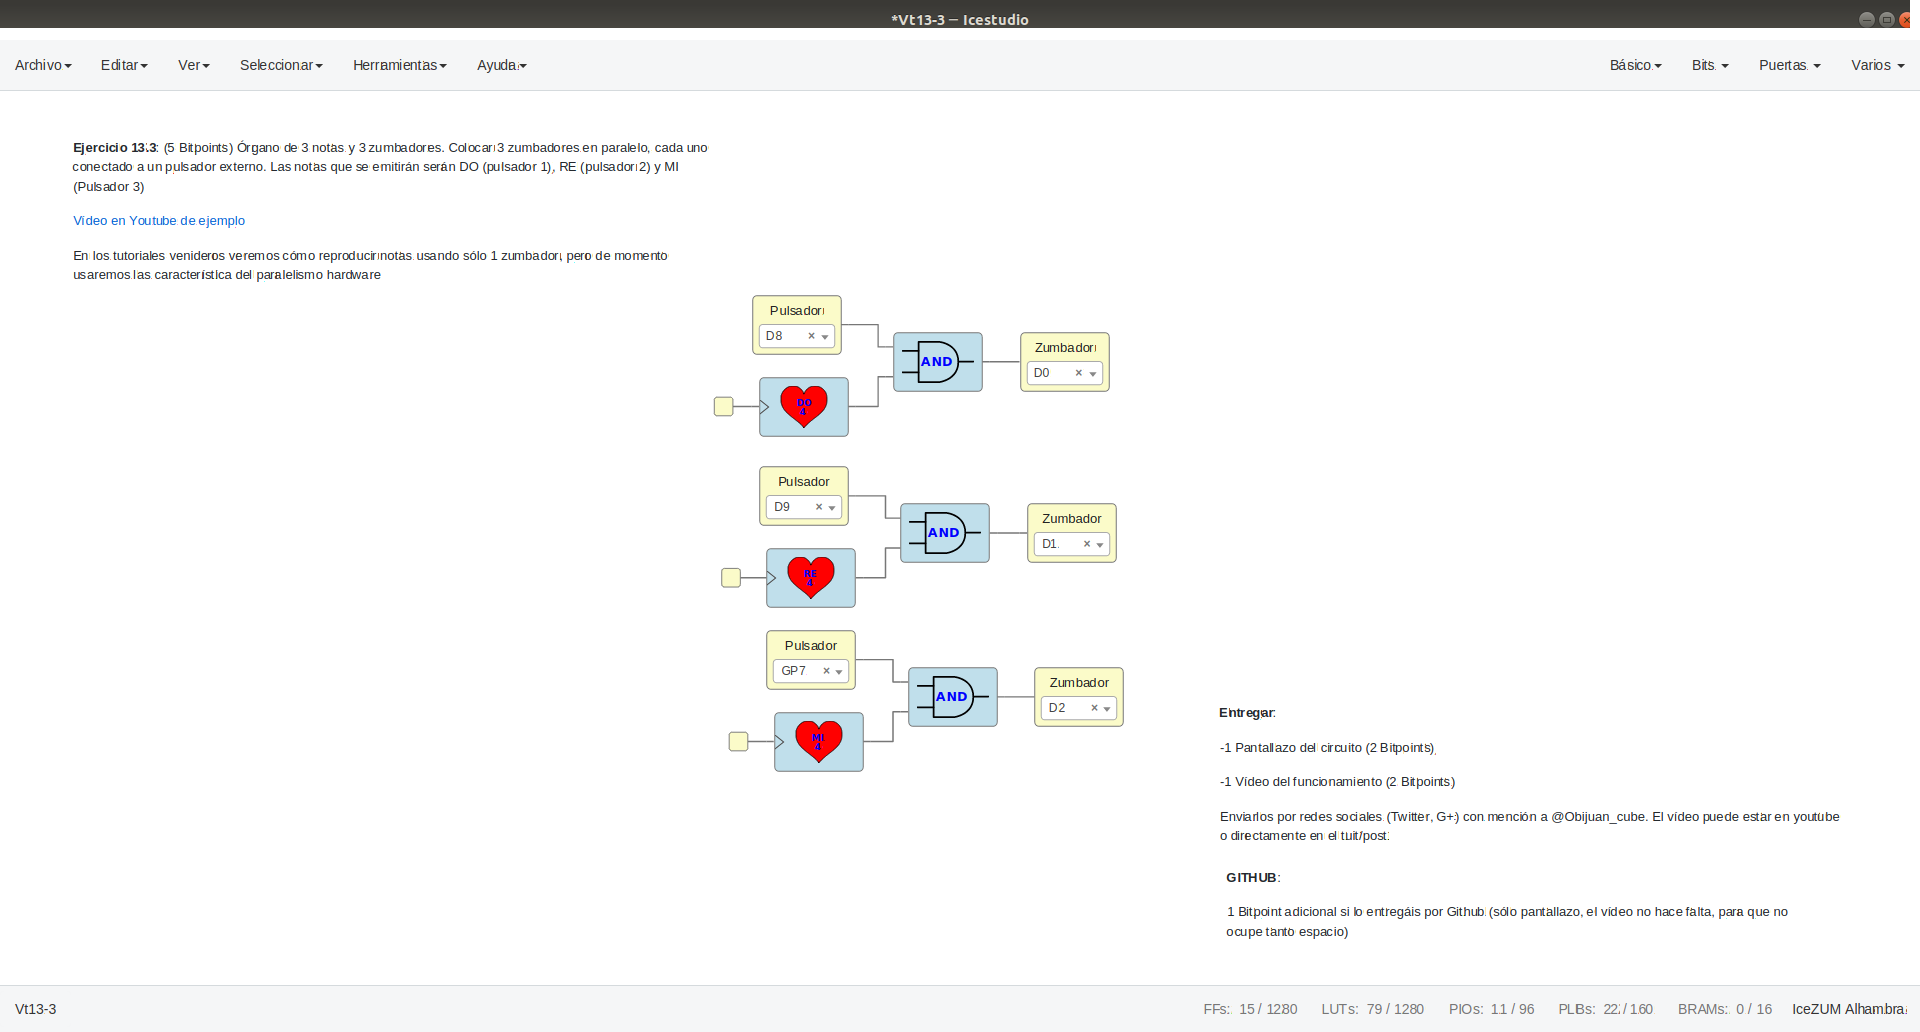 *Vt13-3 — Icestudio
Archivo Editar Ver Seleccionar Herramientas Ayuda Básico Bits Puertas Varios
Ejercicio 13.3: (5 Bitpoints) Órgano de 3 notas y 3 zumbadores. Colocar 3 zumbadores en paralelo, cada uno
conectado a un pulsador externo. Las notas que se emitirán serán DO (pulsador 1), RE (pulsador 2) y MI
(Pulsador 3)
Vídeo en Youtube de ejemplo
En los tutoriales venideros veremos cómo reproducir notas usando sólo 1 zumbador, pero de momento
usaremos las característica del paralelismo hardware
Pulsador
D8
AND
Zumbador
D0
DO
4
Pulsador
D9
AND
Zumbador
D1
RE
4
Pulsador
GP7
AND
Zumbador
D2
MI
4
Entregar:
-1 Pantallazo del circuito (2 Bitpoints)
-1 Vídeo del funcionamiento (2 Bitpoints)
Enviarlos por redes sociales (Twitter, G+) con mención a @Obijuan_cube. El vídeo puede estar en youtube
o directamente en el tuit/post
GITHUB:
1 Bitpoint adicional si lo entregáis por Github (sólo pantallazo, el vídeo no hace falta, para que no
ocupe tanto espacio)
Vt13-3 FFs: 15 / 1280 LUTs: 79 / 1280 PIOs: 11 / 96 PLBs: 22 / 160 BRAMs: 0 / 16 IceZUM Alhambra